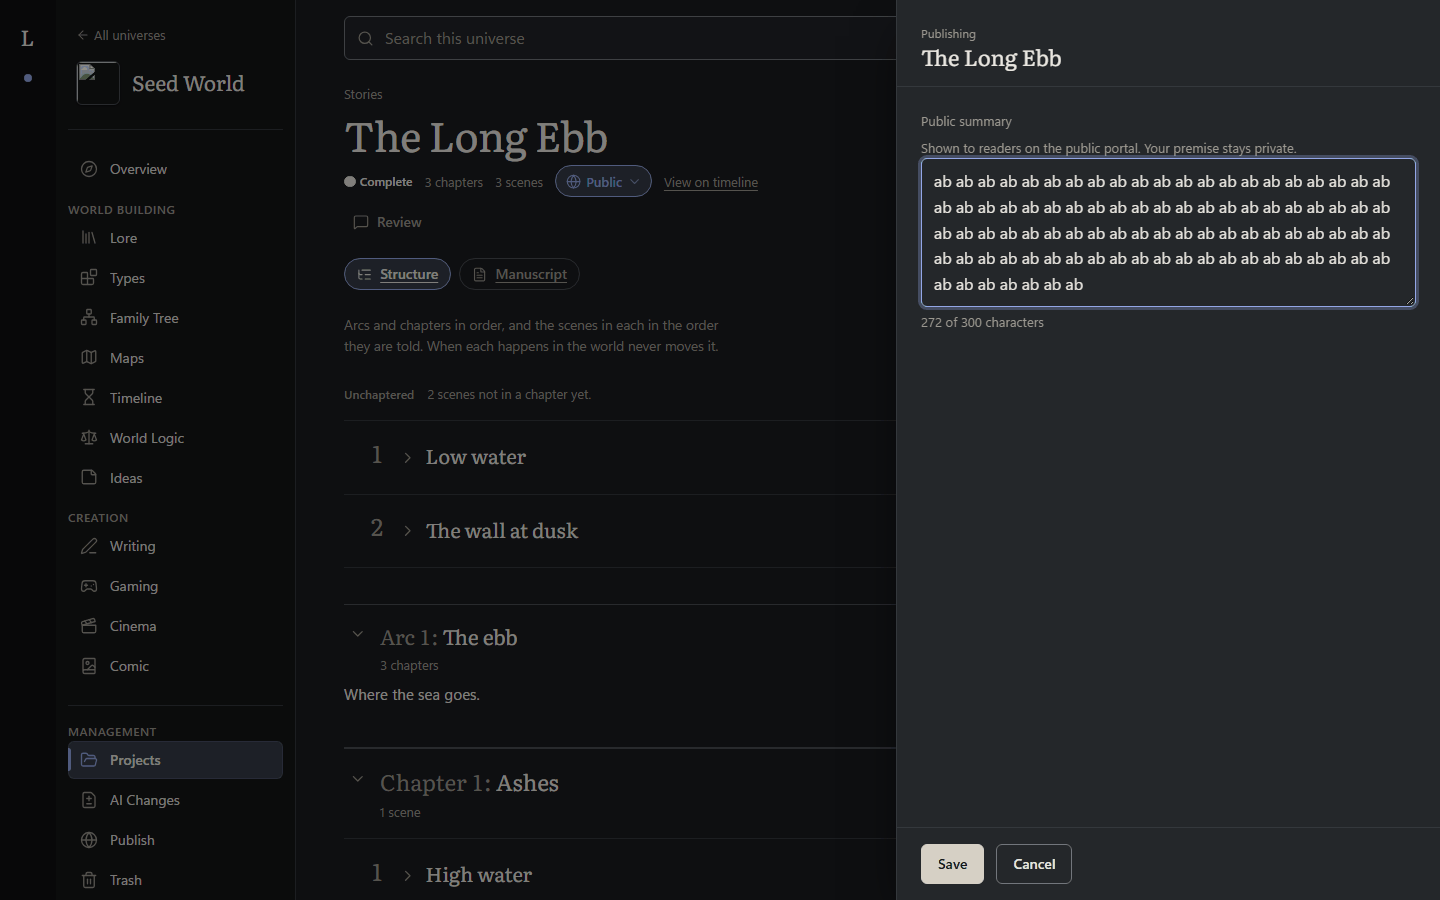 L
All universes
Seed World
Overview
WORLD BUILDING
Lore
Types
Family Tree
Maps
Timeline
World Logic
Ideas
CREATION
Writing
Gaming
Cinema
Comic
MANAGEMENT
Projects
AI Changes
Publish
Trash
Search this universe
Stories
The Long Ebb
Complete 3 chapters 3 scenes Public View on timeline
Review
Structure Manuscript
Arcs and chapters in order, and the scenes in each in the order
they are told. When each happens in the world never moves it.
Unchaptered 2 scenes not in a chapter yet.
1 Low water
2 The wall at dusk
Arc 1: The ebb
3 chapters
Where the sea goes.
Chapter 1: Ashes
1 scene
1 High water
Publishing
The Long Ebb
Public summary
Shown to readers on the public portal. Your premise stays private.
ab ab ab ab ab ab ab ab ab ab ab ab ab ab ab ab ab ab ab ab ab
ab ab ab ab ab ab ab ab ab ab ab ab ab ab ab ab ab ab ab ab ab
ab ab ab ab ab ab ab ab ab ab ab ab ab ab ab ab ab ab ab ab ab
ab ab ab ab ab ab ab ab ab ab ab ab ab ab ab ab ab ab ab ab ab
ab ab ab ab ab ab ab
272 of 300 characters
Save Cancel